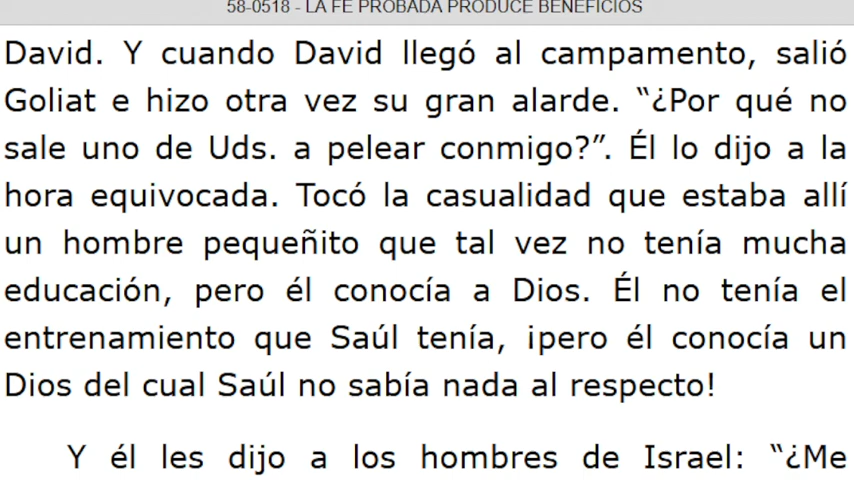 58-0518 - LA FE PROBADA PRODUCE BENEFICIOS
David. Y cuando David llegó al campamento, salió
Goliat e hizo otra vez su gran alarde. “¿Por qué no
sale uno de Uds. a pelear conmigo?”. Él lo dijo a la
hora equivocada. Tocó la casualidad que estaba allí
un hombre pequeñito que tal vez no tenía mucha
educación, pero él conocía a Dios. Él no tenía el
entrenamiento que Saúl tenía, ¡pero él conocía un
Dios del cual Saúl no sabía nada al respecto!
Y él les dijo a los hombres de Israel: “¿Me